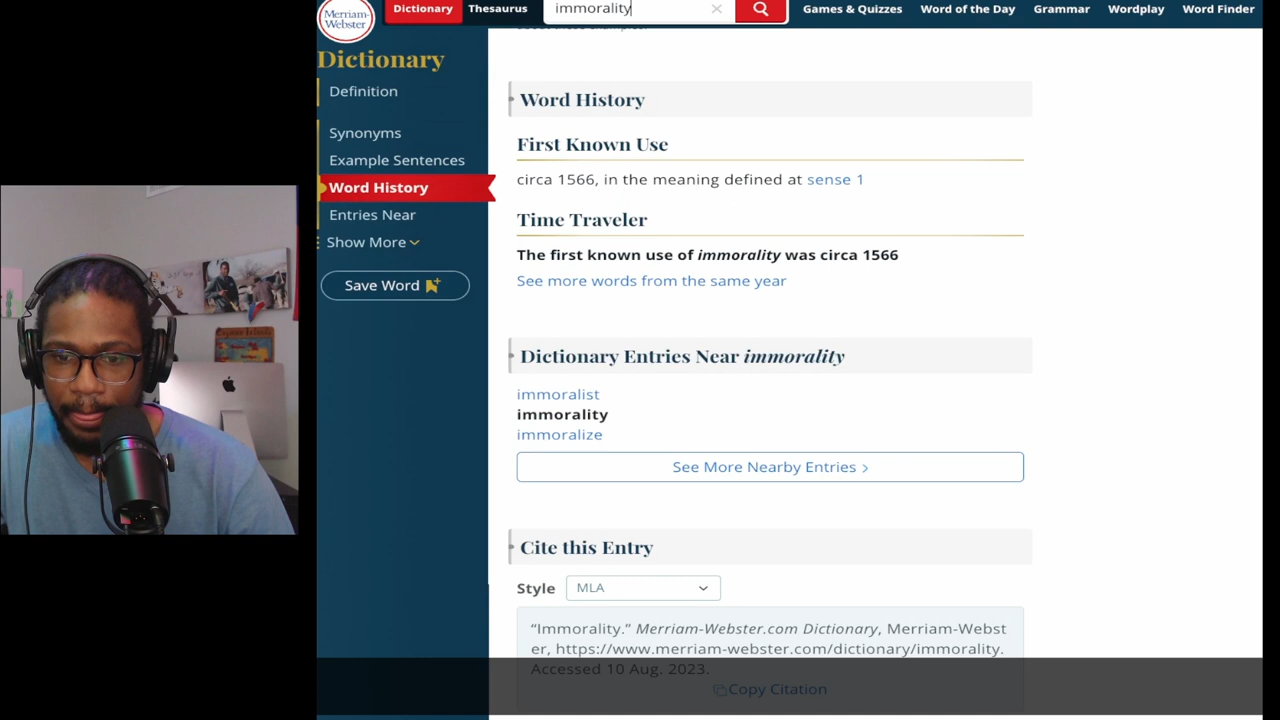 Merriam-
Webster
Dictionary
Thesaurus
immorality
Games & Quizzes
Word of the Day
Grammar
Wordplay
Word Finder
Dictionary
Definition
Synonyms
Example Sentences
Word History
Entries Near
Show More
Save Word
Word History
First Known Use
circa 1566, in the meaning defined at sense 1
Time Traveler
The first known use of immorality was circa 1566
See more words from the same year
Dictionary Entries Near immorality
immoralist
immorality
immoralize
See More Nearby Entries
Cite this Entry
Style
MLA
“Immorality.” Merriam-Webster.com Dictionary, Merriam-Webst
er, https://www.merriam-webster.com/dictionary/immorality.
Accessed 10 Aug. 2023.
Copy Citation